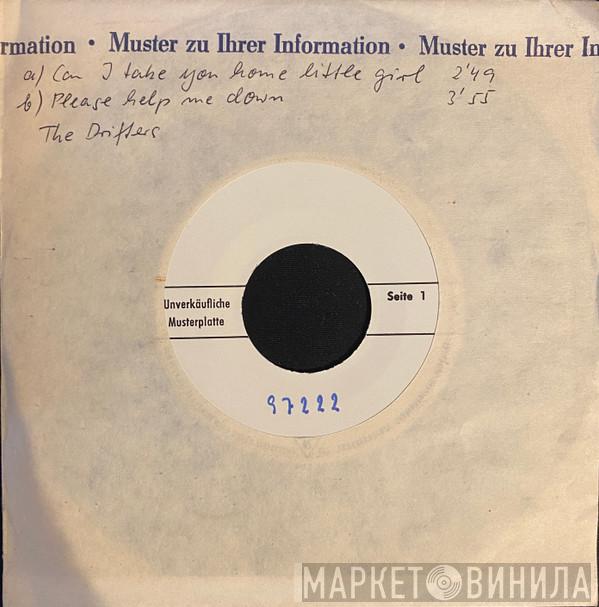 rmation • Muster zu Ihrer Information • Muster zu Ihrer In
a) Can I take you home little girl 2'49
b) Please help me down 3'55
The Drifters
Unverkäufliche
Musterplatte
Seite 1
97222
МАРКЕТ ВИНИЛА